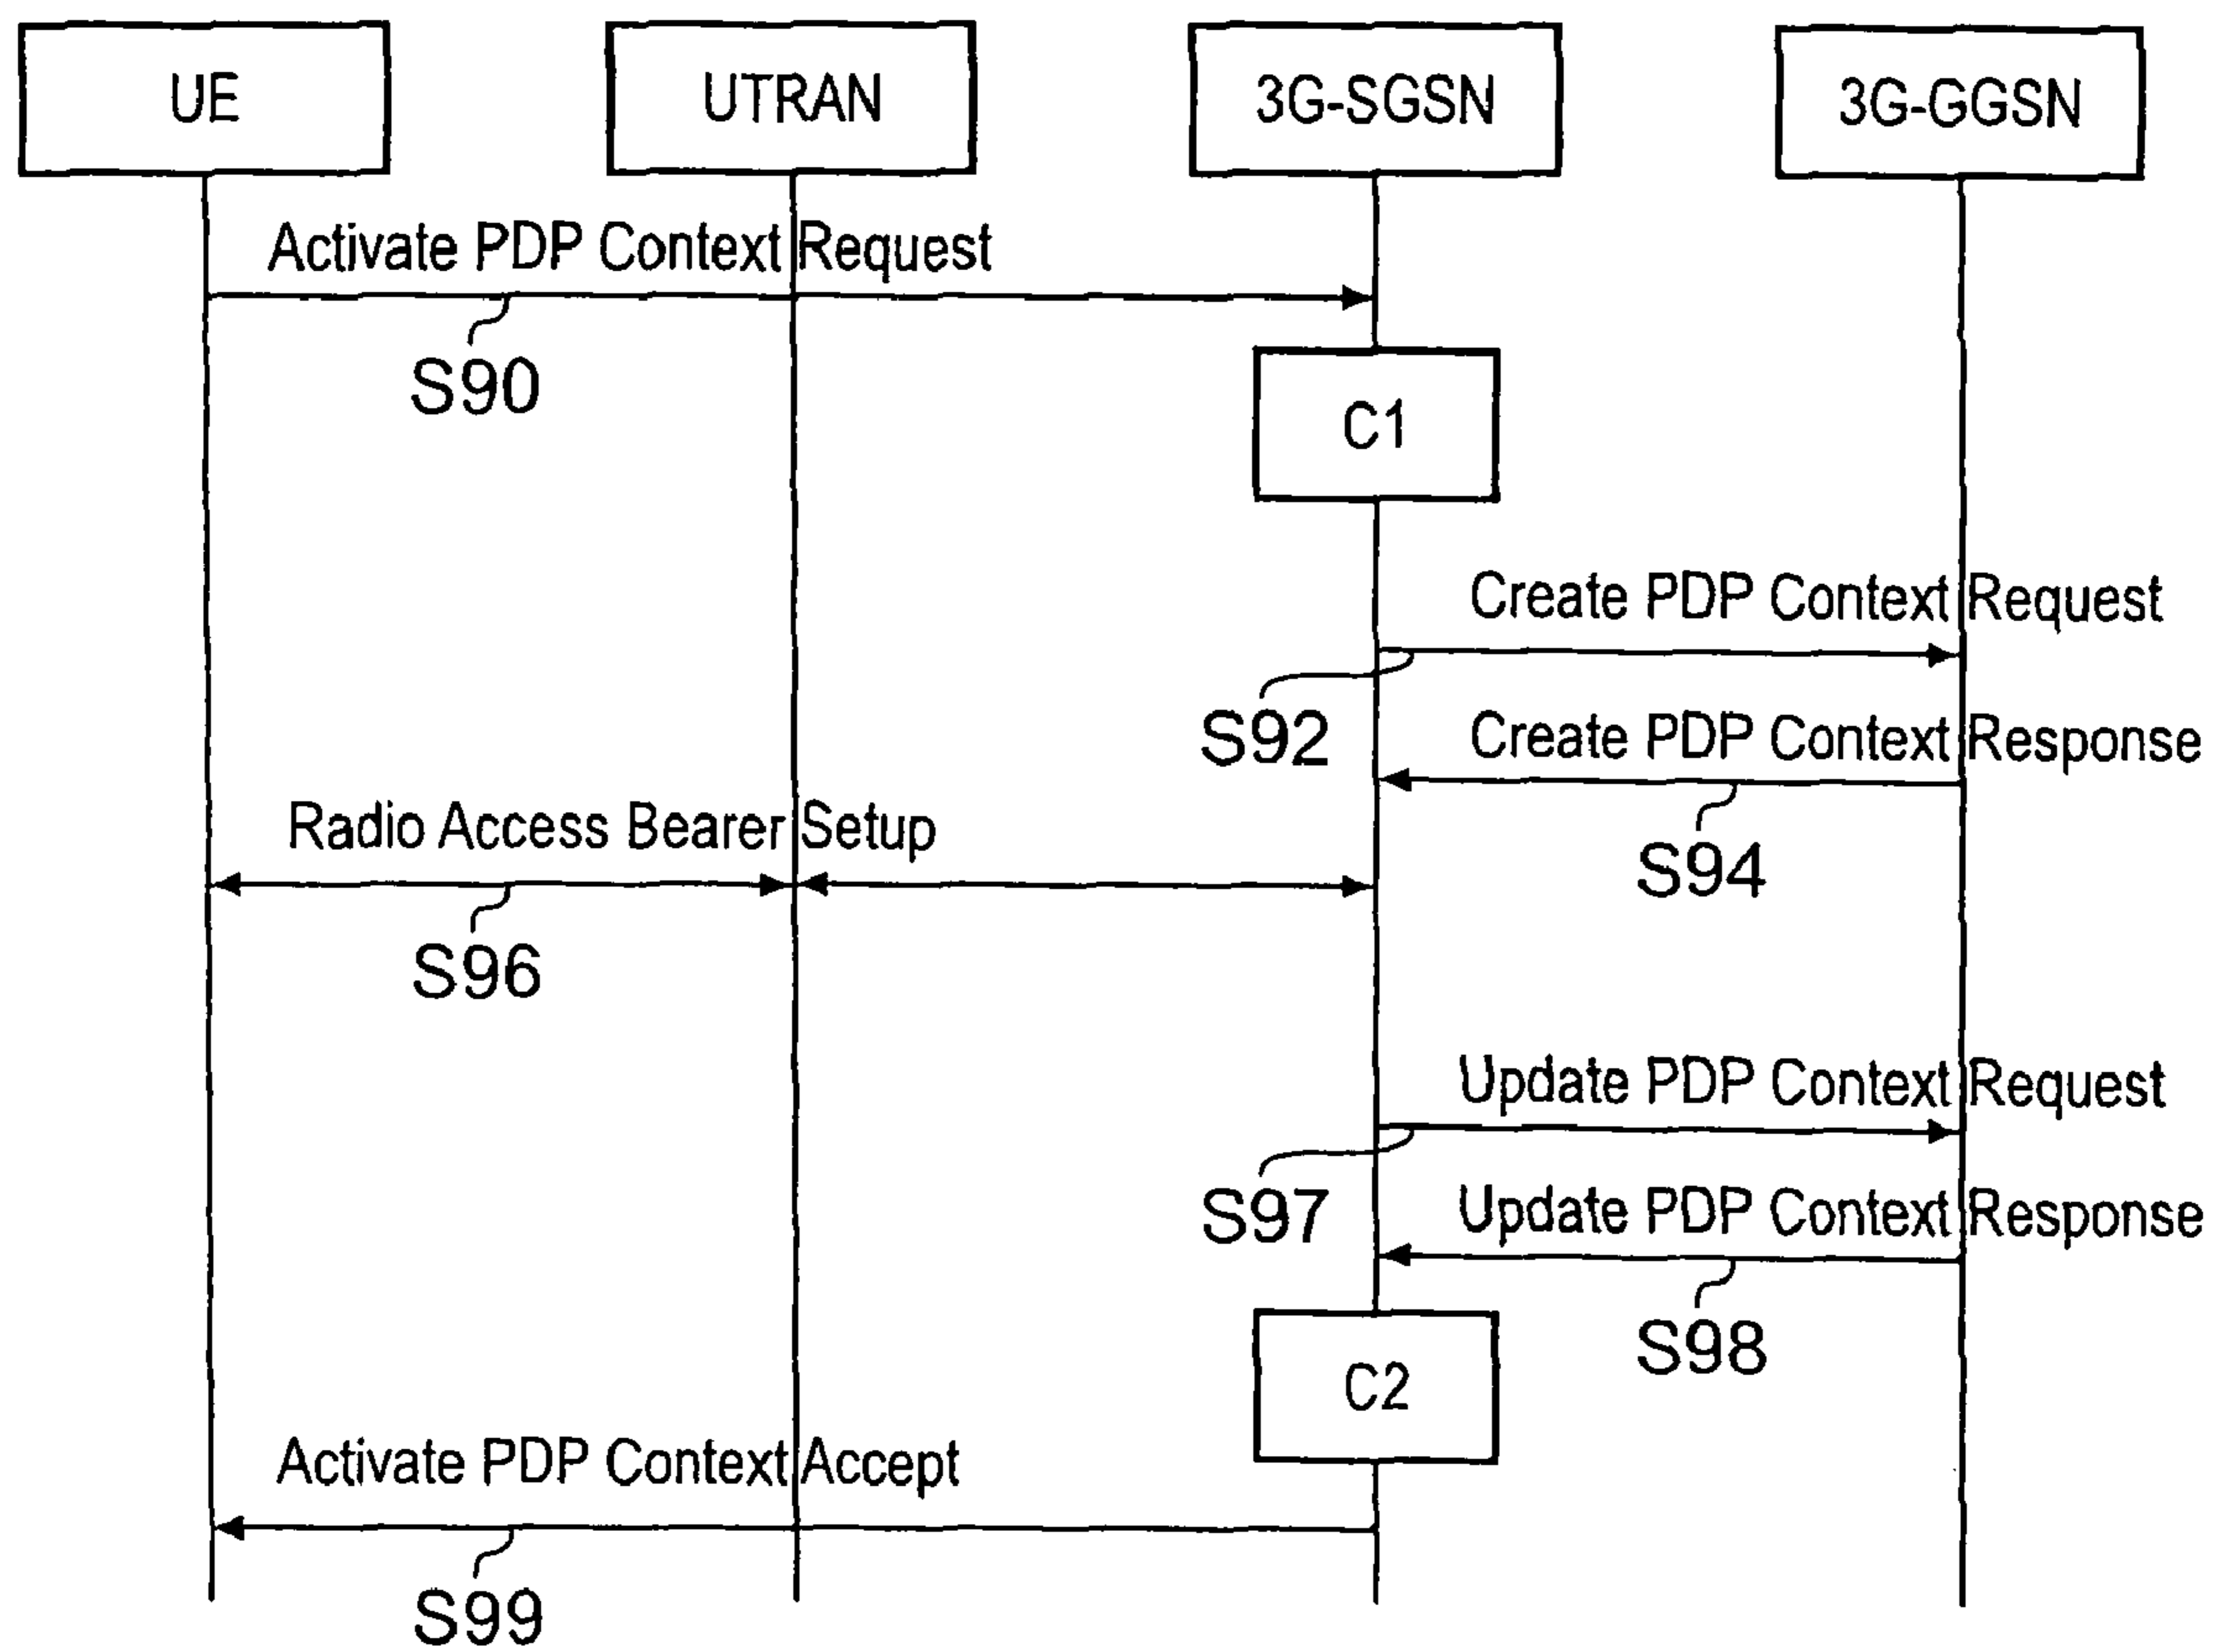 UE
UTRAN
3G-SGSN
3G-GGSN
Activate PDP Context Request
S90
C1
Create PDP Context Request
S92
Create PDP Context Response
S94
Radio Access Bearer Setup
S96
Update PDP Context Request
S97
Update PDP Context Response
S98
C2
Activate PDP Context Accept
S99